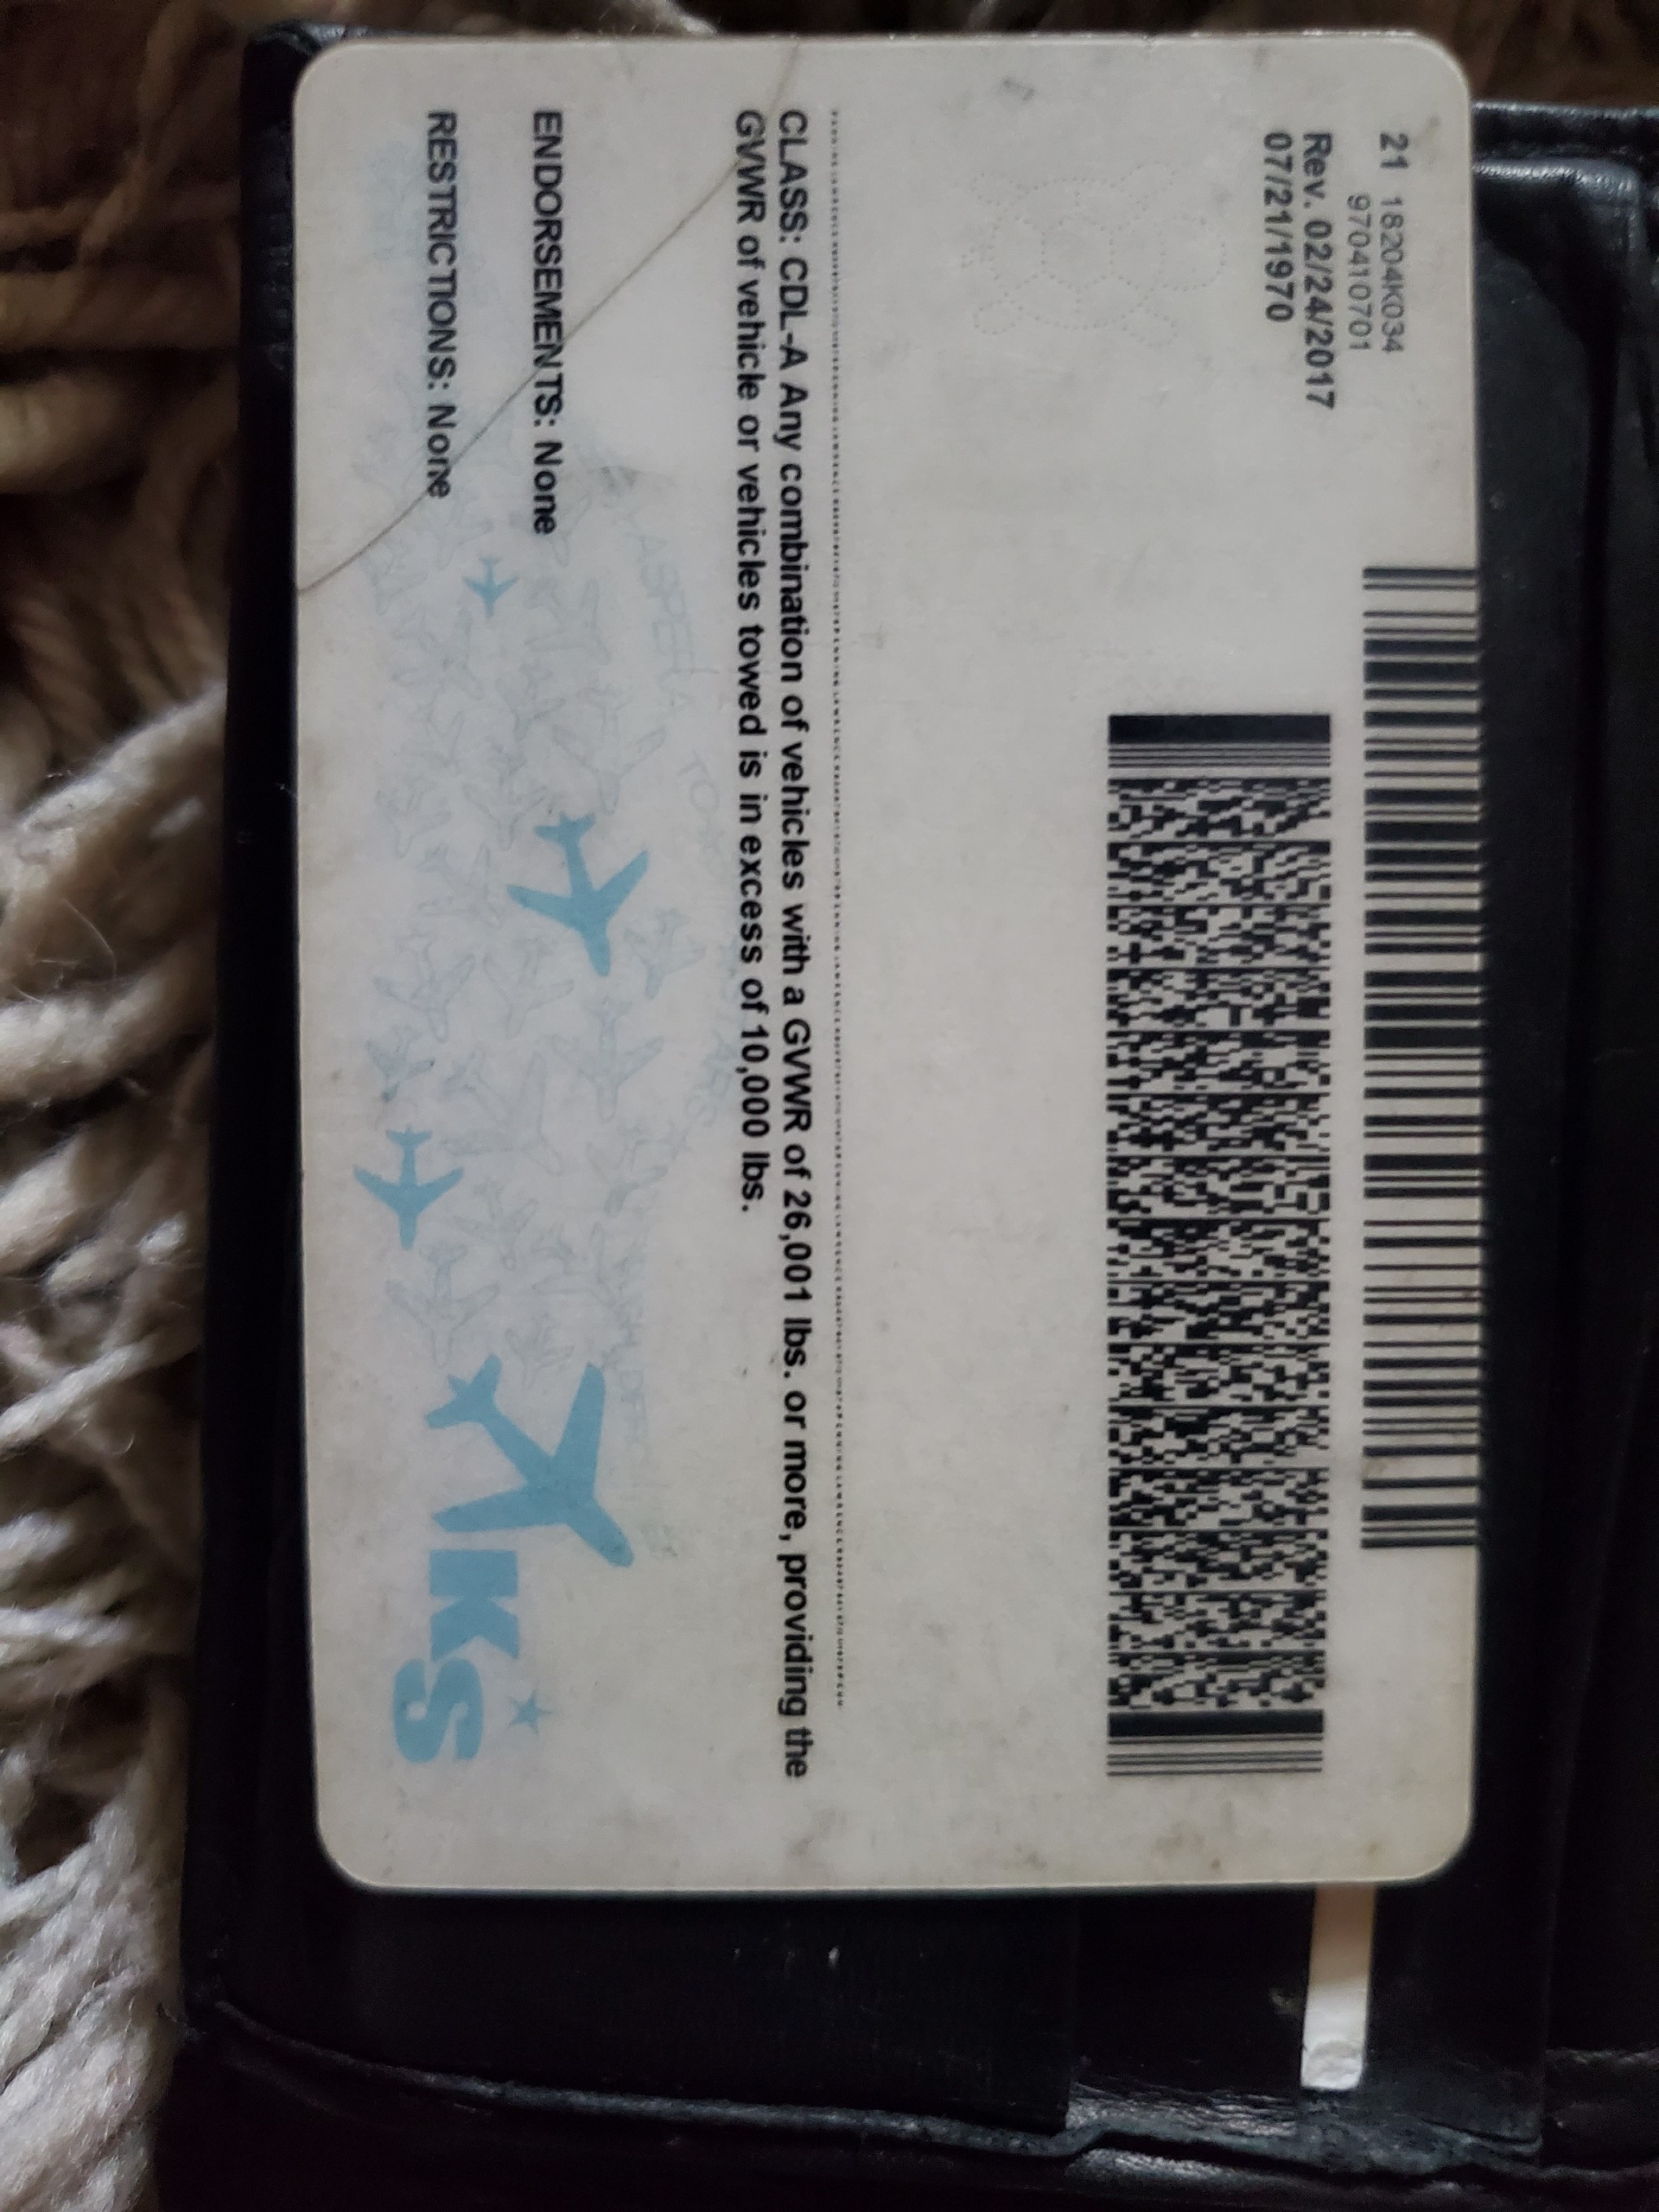 21 18204K034
970410701
Rev. 02/24/2017
07/21/1970
CLASS: CDL-A Any combination of vehicles with a GVWR of 26,001 lbs. or more, providing the
GVWR of vehicle or vehicles towed is in excess of 10,000 lbs.
ENDORSEMENTS: None
RESTRICTIONS: None
KS